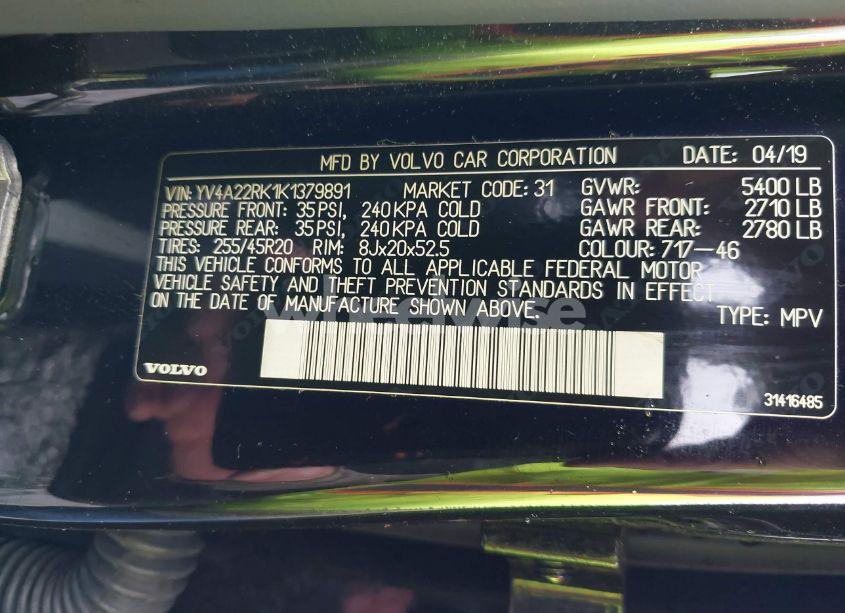 MFD BY VOLVO CAR CORPORATION DATE: 04/19
VIN: YV4A22RK1K1379891 MARKET CODE: 31 GVWR: 5400 LB
PRESSURE FRONT: 35 PSI, 240 KPA COLD GAWR FRONT: 2710 LB
PRESSURE REAR: 35 PSI, 240 KPA COLD GAWR REAR: 2780 LB
TIRES: 255/45R20 RIM: 8Jx20x52.5 COLOUR: 717-46
THIS VEHICLE CONFORMS TO ALL APPLICABLE FEDERAL MOTOR
VEHICLE SAFETY AND THEFT PREVENTION STANDARDS IN EFFECT
ON THE DATE OF MANUFACTURE SHOWN ABOVE. TYPE: MPV
VOLVO
31416485